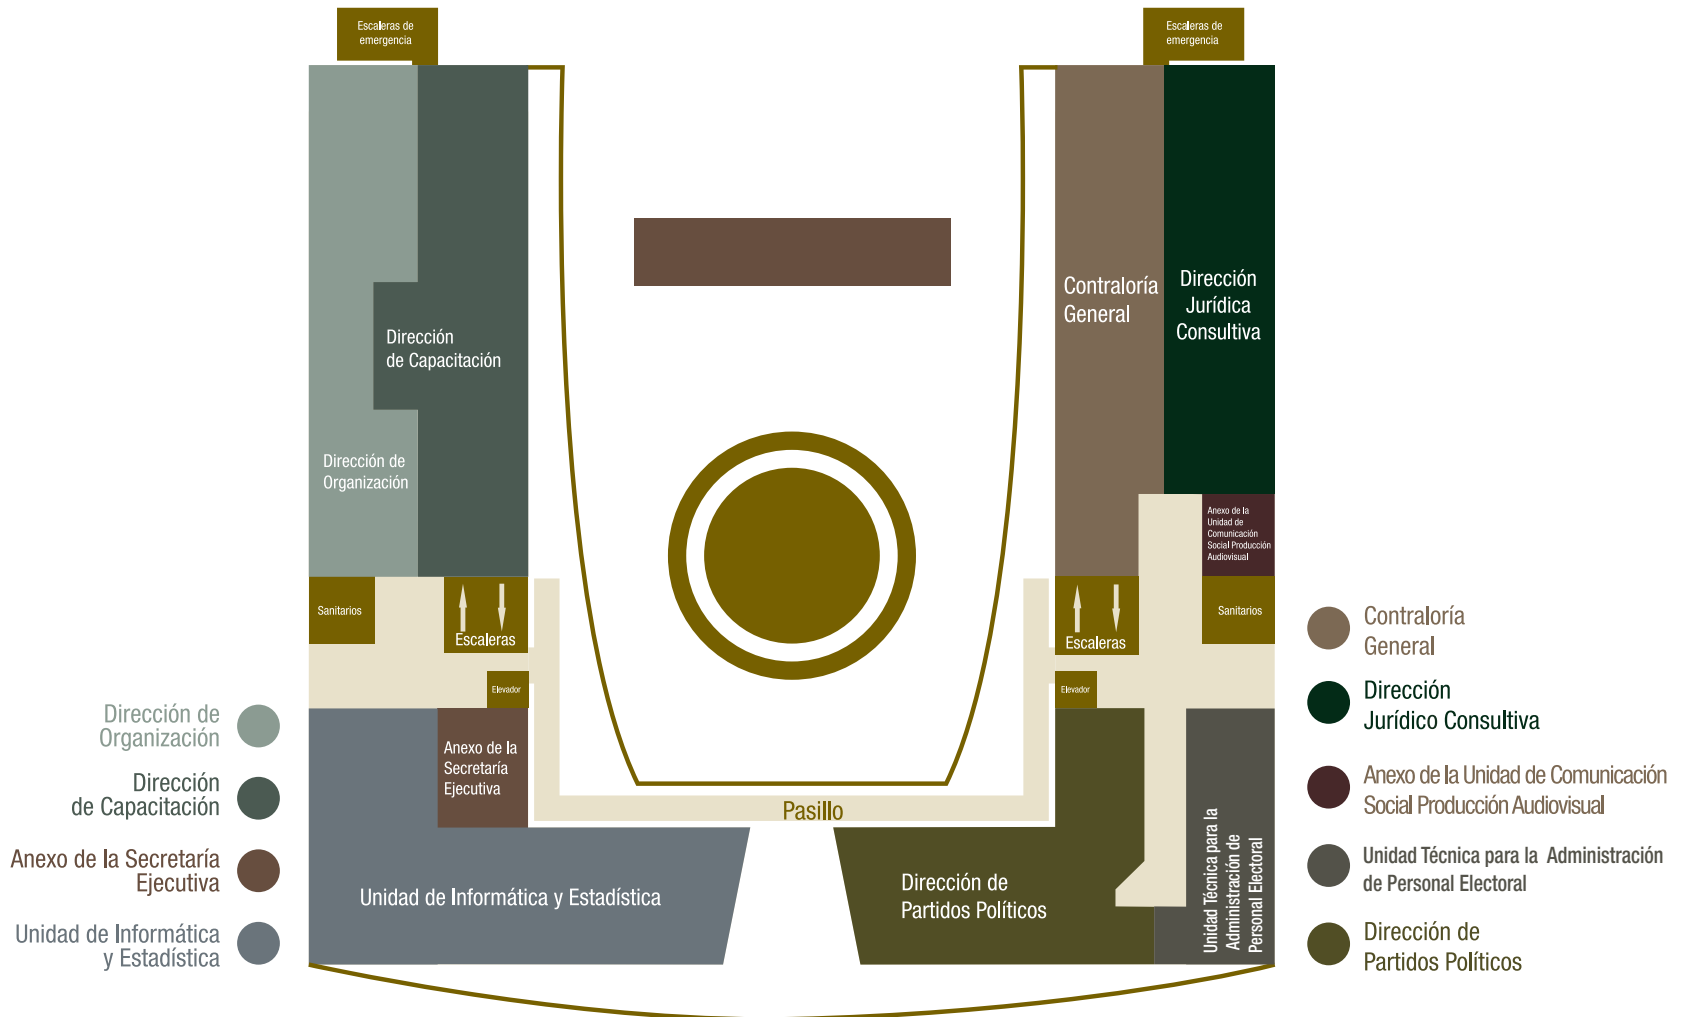 Escaleras de
emergencia
Escaleras de
emergencia
Dirección
de Capacitación
Dirección de
Organización
Contraloría
General
Dirección
Jurídica
Consultiva
Anexo de la
Unidad de
Comunicación
Social Producción
Audiovisual
Sanitarios
Escaleras
Elevador
Escaleras
Elevador
Sanitarios
Anexo de la
Secretaría
Ejecutiva
Pasillo
Unidad de Informática y Estadística
Dirección de
Partidos Políticos
Unidad Técnica para la
Administración de
Personal Electoral
Dirección de
Organización
Dirección
de Capacitación
Anexo de la Secretaría
Ejecutiva
Unidad de Informática
y Estadística
Contraloría
General
Dirección
Jurídico Consultiva
Anexo de la Unidad de Comunicación
Social Producción Audiovisual
Unidad Técnica para la Administración
de Personal Electoral
Dirección de
Partidos Políticos